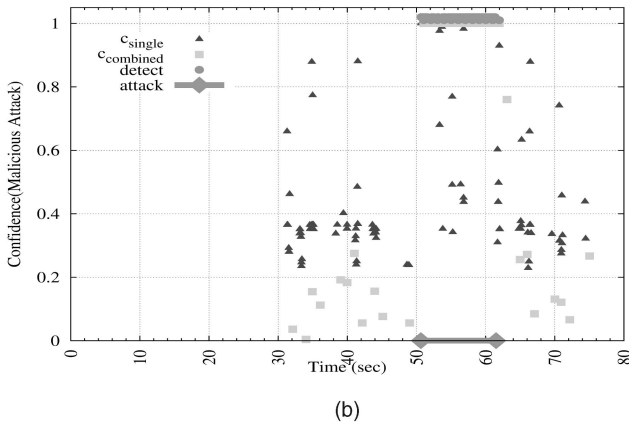 1
0.8
0.6
0.4
0.2
0
Confidence(Malicious Attack)
c_single
c_combined
detect
attack
0 10 20 30 40 50 60 70 80
Time (sec)
(b)